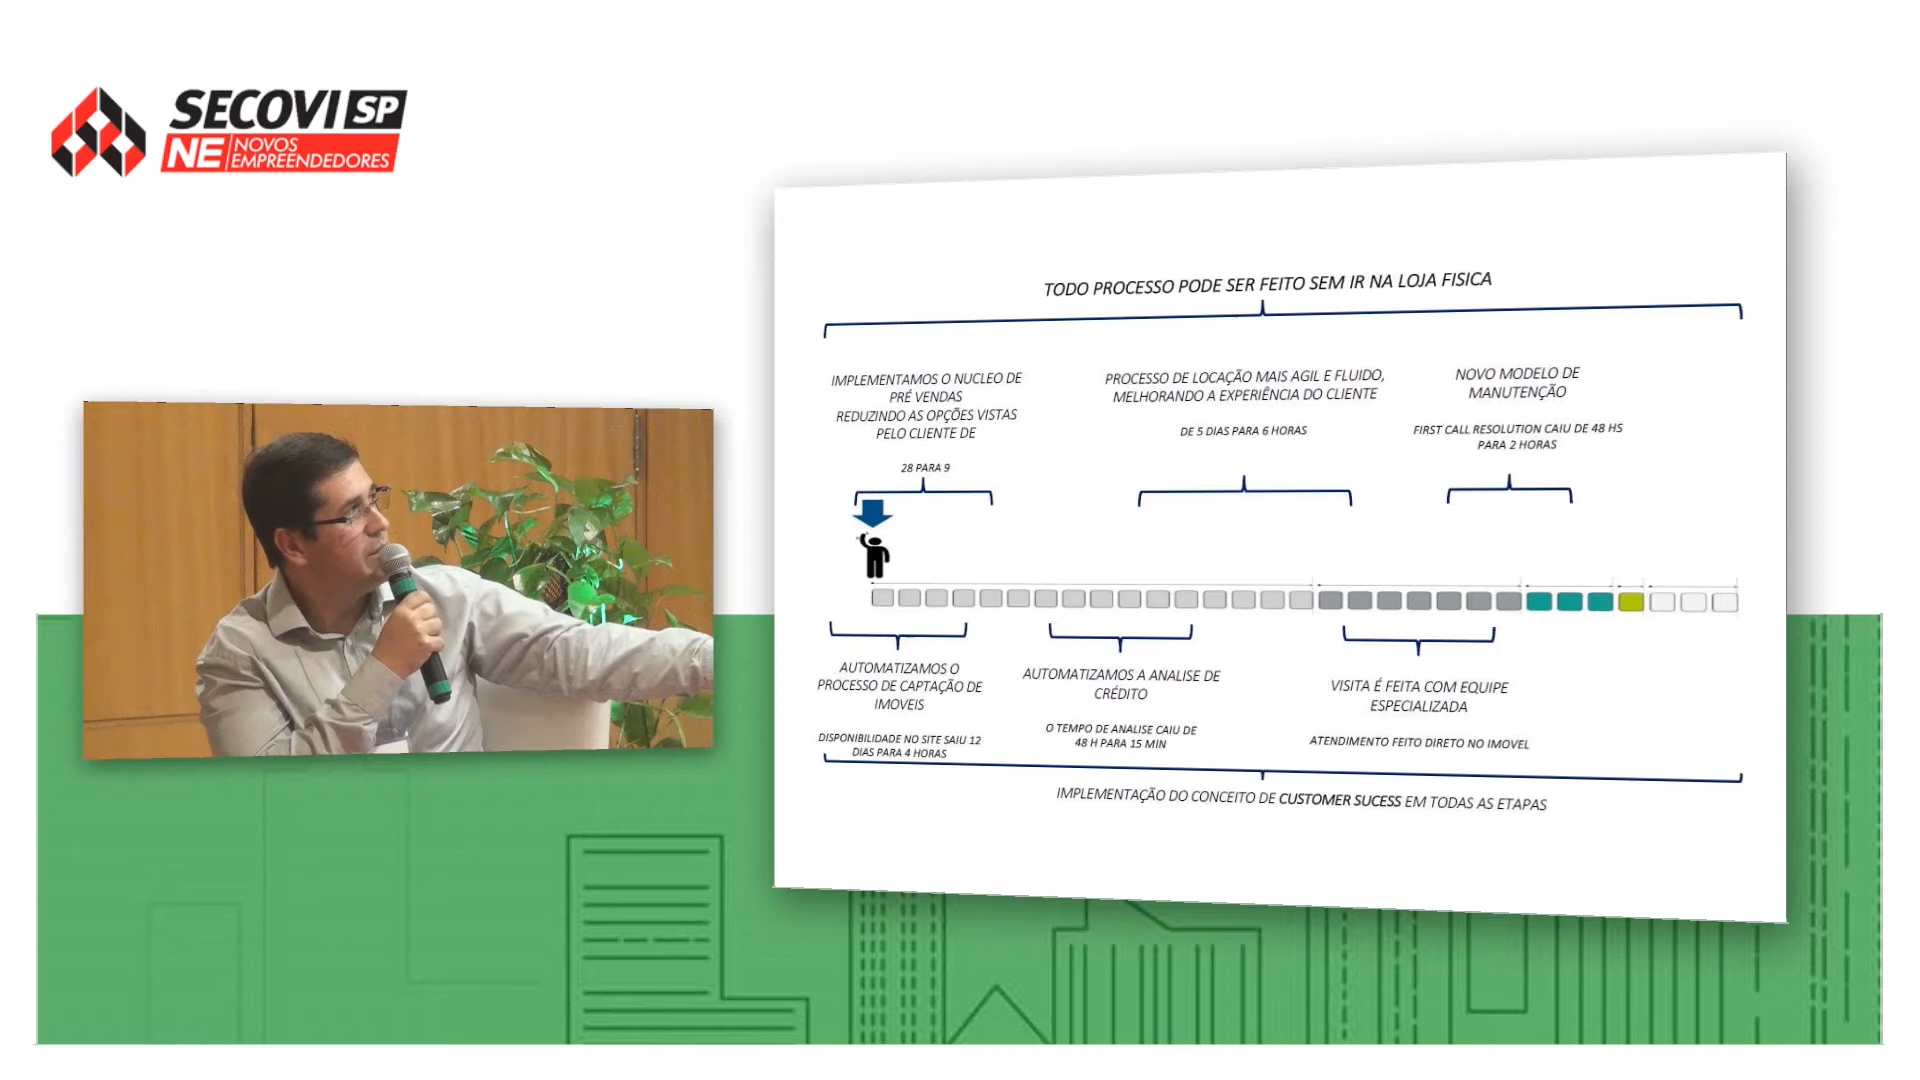 SECOVI SP
NE NOVOS
EMPREENDEDORES
TODO PROCESSO PODE SER FEITO SEM IR NA LOJA FISICA
IMPLEMENTAMOS O NUCLEO DE
PRÉ VENDAS
REDUZINDO AS OPÇÕES VISTAS
PELO CLIENTE DE
28 PARA 9
PROCESSO DE LOCAÇÃO MAIS AGIL E FLUIDO,
MELHORANDO A EXPERIÊNCIA DO CLIENTE
DE 5 DIAS PARA 6 HORAS
NOVO MODELO DE
MANUTENÇÃO
FIRST CALL RESOLUTION CAIU DE 48 HS
PARA 2 HORAS
AUTOMATIZAMOS O
PROCESSO DE CAPTAÇÃO DE
IMOVEIS
DISPONIBILIDADE NO SITE SAIU 12
DIAS PARA 4 HORAS
AUTOMATIZAMOS A ANALISE DE
CRÉDITO
O TEMPO DE ANALISE CAIU DE
48 H PARA 15 MIN
VISITA É FEITA COM EQUIPE
ESPECIALIZADA
ATENDIMENTO FEITO DIRETO NO IMOVEL
IMPLEMENTAÇÃO DO CONCEITO DE CUSTOMER SUCESS EM TODAS AS ETAPAS